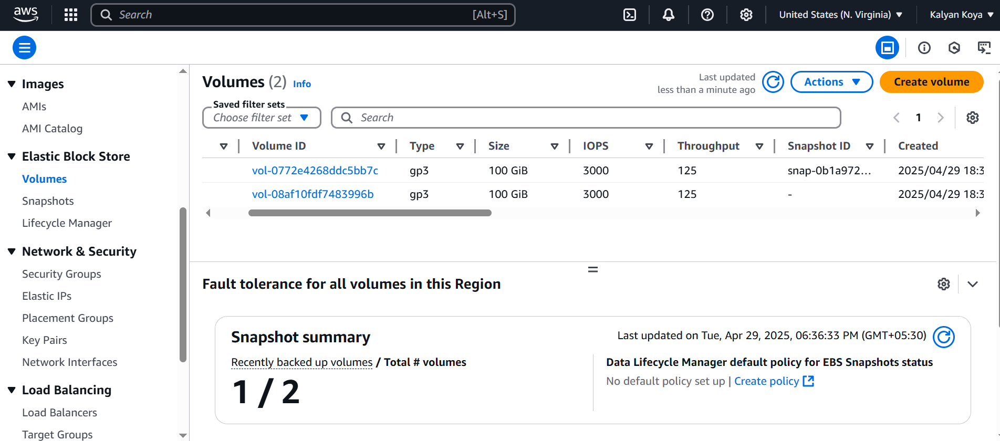 aws
Search [Alt+S]
United States (N. Virginia)
Kalyan Koya
Images
AMIs
AMI Catalog
Elastic Block Store
Volumes
Snapshots
Lifecycle Manager
Network & Security
Security Groups
Elastic IPs
Placement Groups
Key Pairs
Network Interfaces
Load Balancing
Load Balancers
Target Groups
Volumes (2) Info
Last updated
less than a minute ago
Actions
Create volume
Saved filter sets
Choose filter set
Search
1
Volume ID Type Size IOPS Throughput Snapshot ID Created
vol-0772e4268ddc5bb7c gp3 100 GiB 3000 125 snap-0b1a972... 2025/04/29 18:3
vol-08af10fdf7483996b gp3 100 GiB 3000 125 - 2025/04/29 18:3
Fault tolerance for all volumes in this Region
Snapshot summary
Last updated on Tue, Apr 29, 2025, 06:36:33 PM (GMT+05:30)
Recently backed up volumes / Total # volumes
1 / 2
Data Lifecycle Manager default policy for EBS Snapshots status
No default policy set up | Create policy